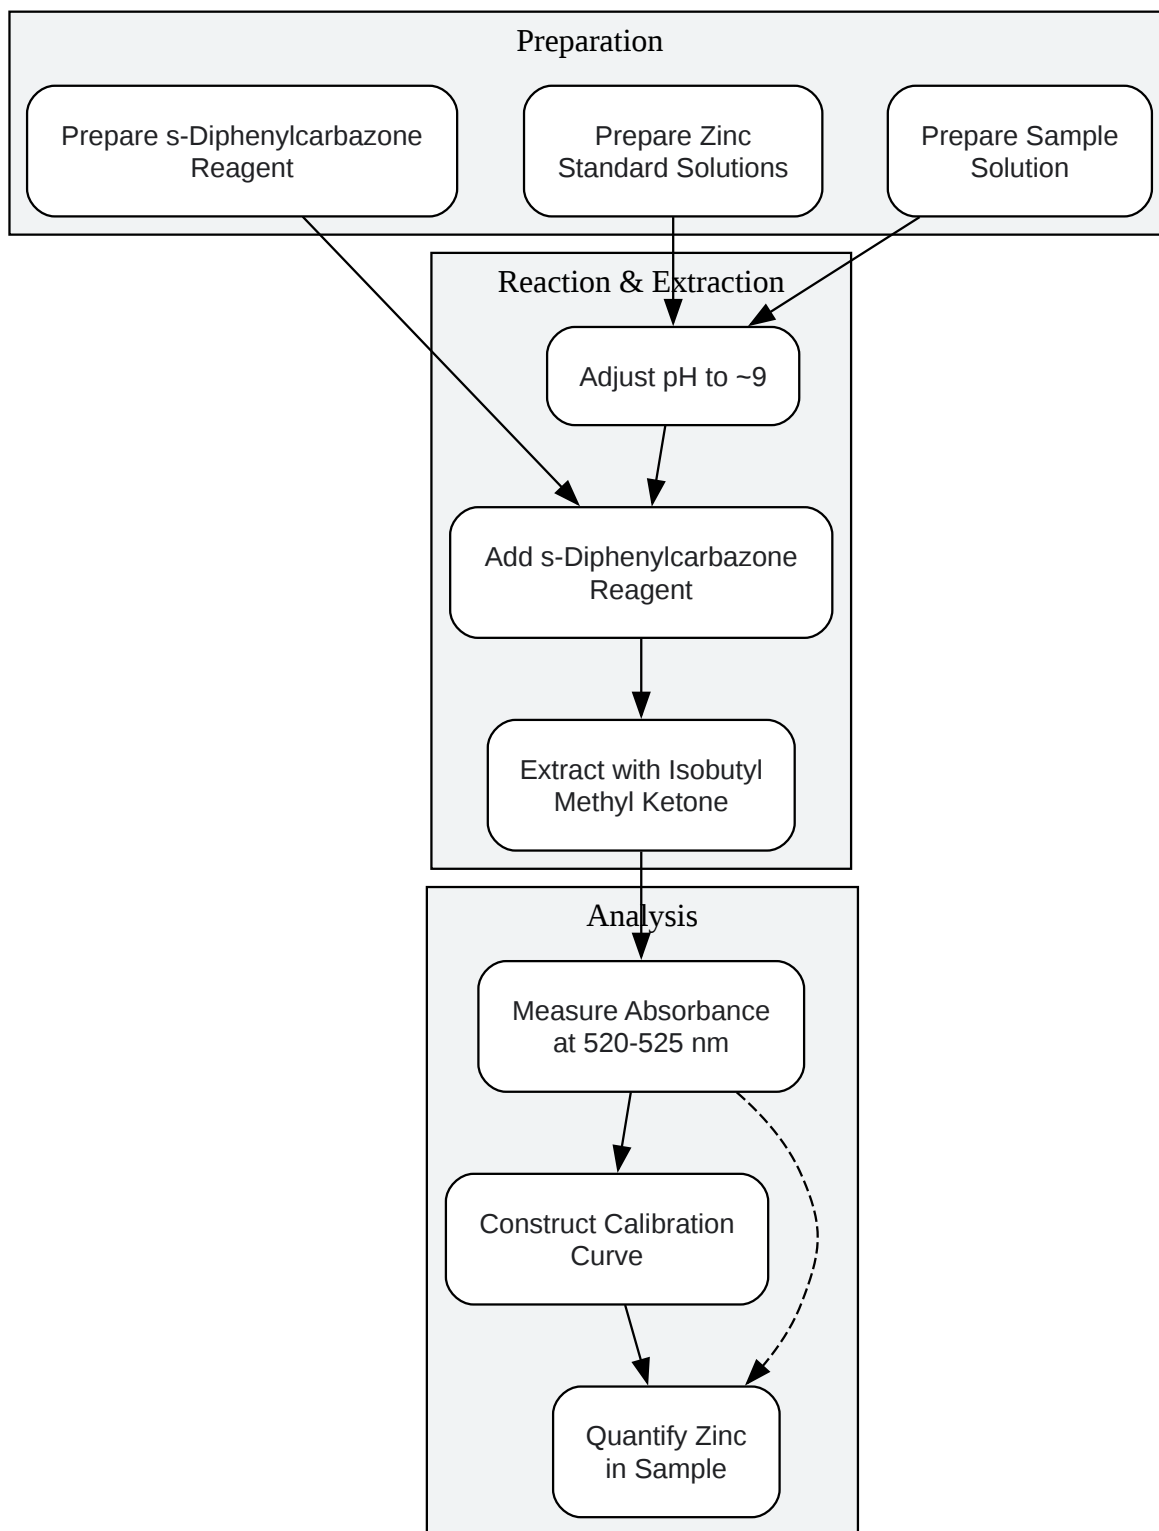 Preparation
Prepare s-Diphenylcarbazone
Reagent
Prepare Zinc
Standard Solutions
Prepare Sample
Solution
Reaction & Extraction
Adjust pH to ~9
Add s-Diphenylcarbazone
Reagent
Extract with Isobutyl
Methyl Ketone
Analysis
Measure Absorbance
at 520-525 nm
Construct Calibration
Curve
Quantify Zinc
in Sample